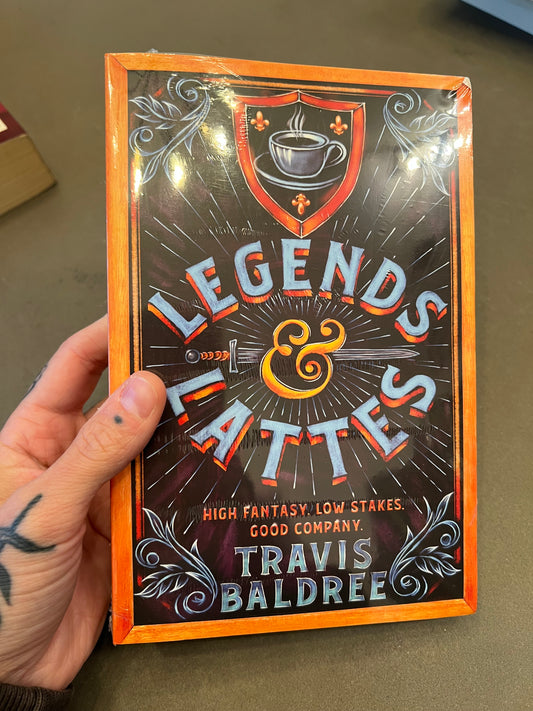 LEGENDS
&
LATTES
HIGH FANTASY. LOW STAKES.
GOOD COMPANY.
TRAVIS
BALDREE